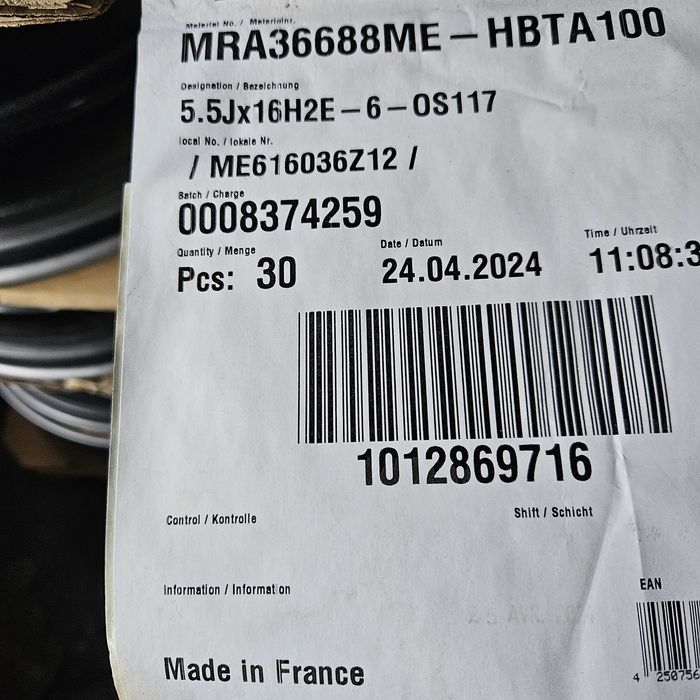 Material No. / Materialnr.
MRA36688ME-HBTA100
Designation / Bezeichnung
5.5Jx16H2E-6-OS117
local No. / lokale Nr.
/ ME616036Z12 /
Batch / Charge
0008374259
Quantity / Menge Date / Datum Time / Uhrzeit
Pcs: 30 24.04.2024 11:08:3
1012869716
Control / Kontrolle Shift / Schicht
Information / Information
EAN
4 250756
Made in France